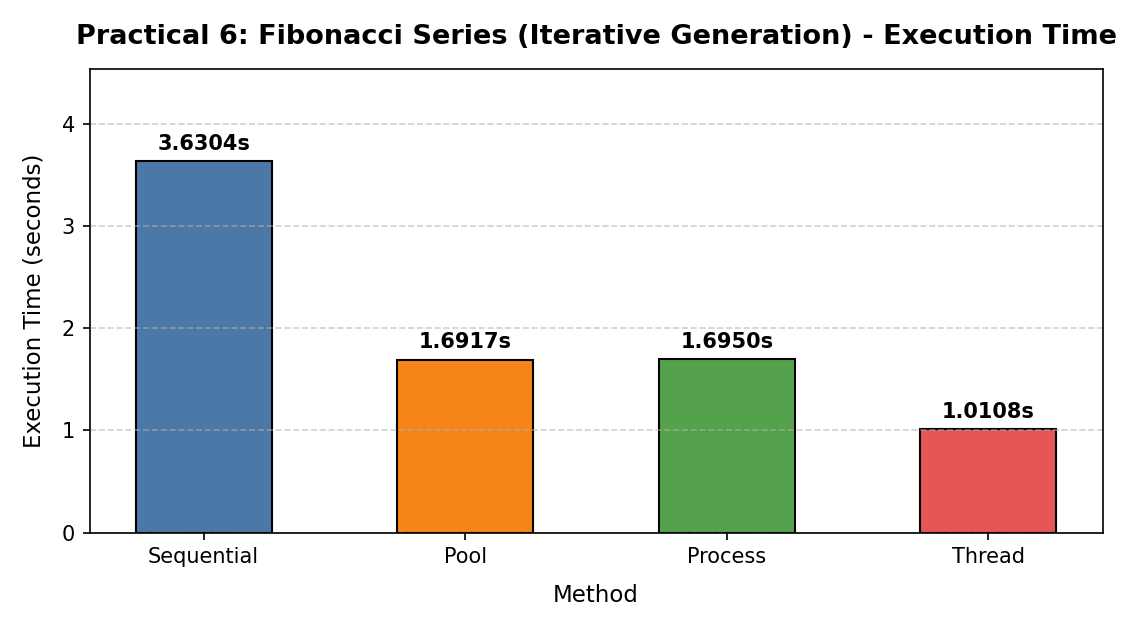 Practical 6: Fibonacci Series (Iterative Generation) - Execution Time
Execution Time (seconds)
4
3
2
1
0
3.6304s
1.6917s
1.6950s
1.0108s
Sequential
Pool
Process
Thread
Method